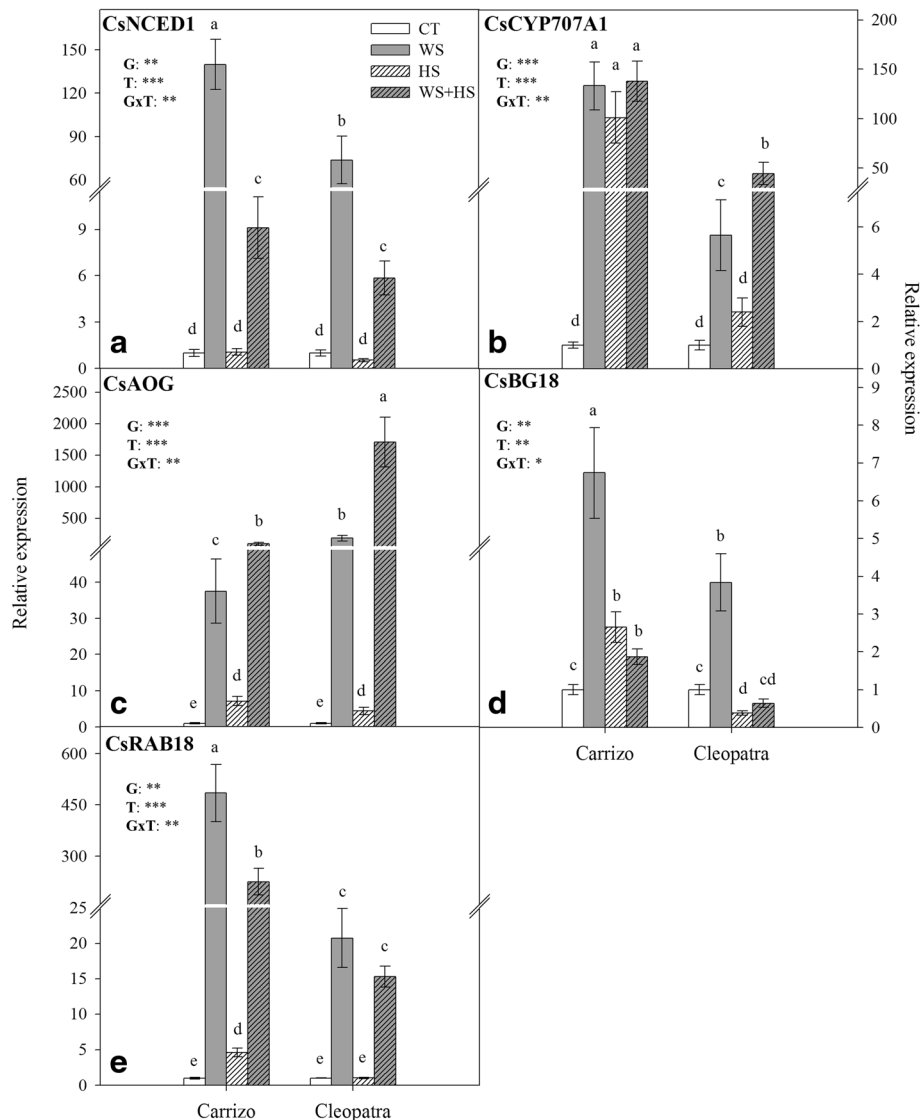 CsNCED1
G: **
T: ***
GxT: **
CT
WS
HS
WS+HS
150
120
90
60
9
6
3
0
a
b
c
c
d
d
d
d
a
CsCYP707A1
G: ***
T: ***
GxT: **
200
150
100
50
6
4
2
0
a
a
a
b
c
d
d
d
b
Relative expression
CsAOG
G: ***
T: ***
GxT: **
2500
2000
1500
1000
500
40
30
20
10
0
a
b
b
c
d
d
e
e
c
Relative expression
CsBG18
G: **
T: **
GxT: *
9
8
7
6
5
4
3
2
1
0
a
b
b
b
c
c
d
cd
d
Carrizo
Cleopatra
CsRAB18
G: **
T: ***
GxT: **
600
450
300
25
20
15
10
5
0
a
b
c
c
d
e
e
e
e
Carrizo
Cleopatra